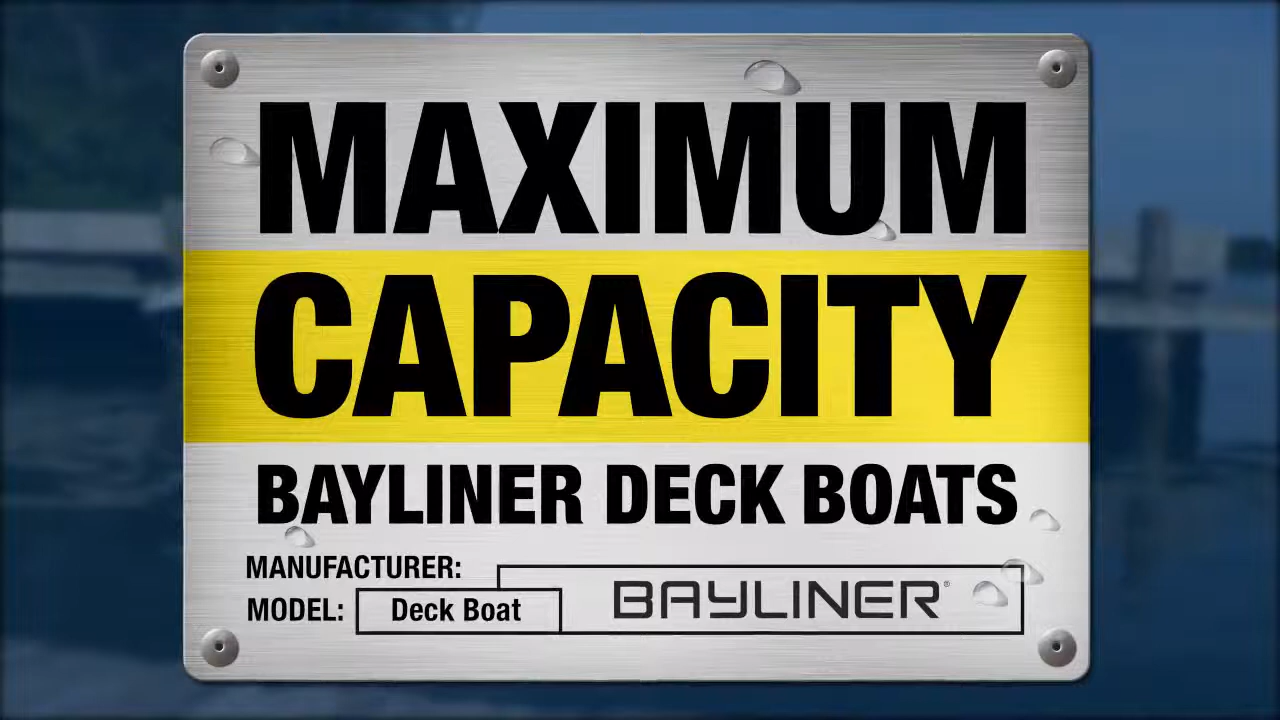 MAXIMUM
CAPACITY
BAYLINER DECK BOATS
MANUFACTURER:
BAYLINER®
MODEL: Deck Boat